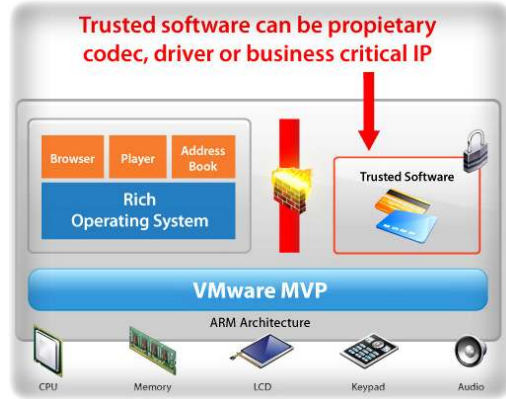 Trusted software can be propietary
codec, driver or business critical IP
Browser
Player
Address
Book
Rich
Operating System
Trusted Software
VMware MVP
ARM Architecture
CPU
Memory
LCD
Keypad
Audio